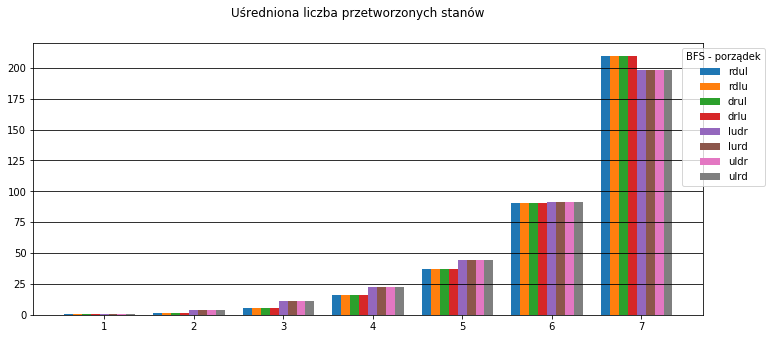 Uśredniona liczba przetworzonych stanów
200
175
150
125
100
75
50
25
0
1 2 3 4 5 6 7
BFS - porządek
rdul
rdlu
drul
drlu
ludr
lurd
uldr
ulrd